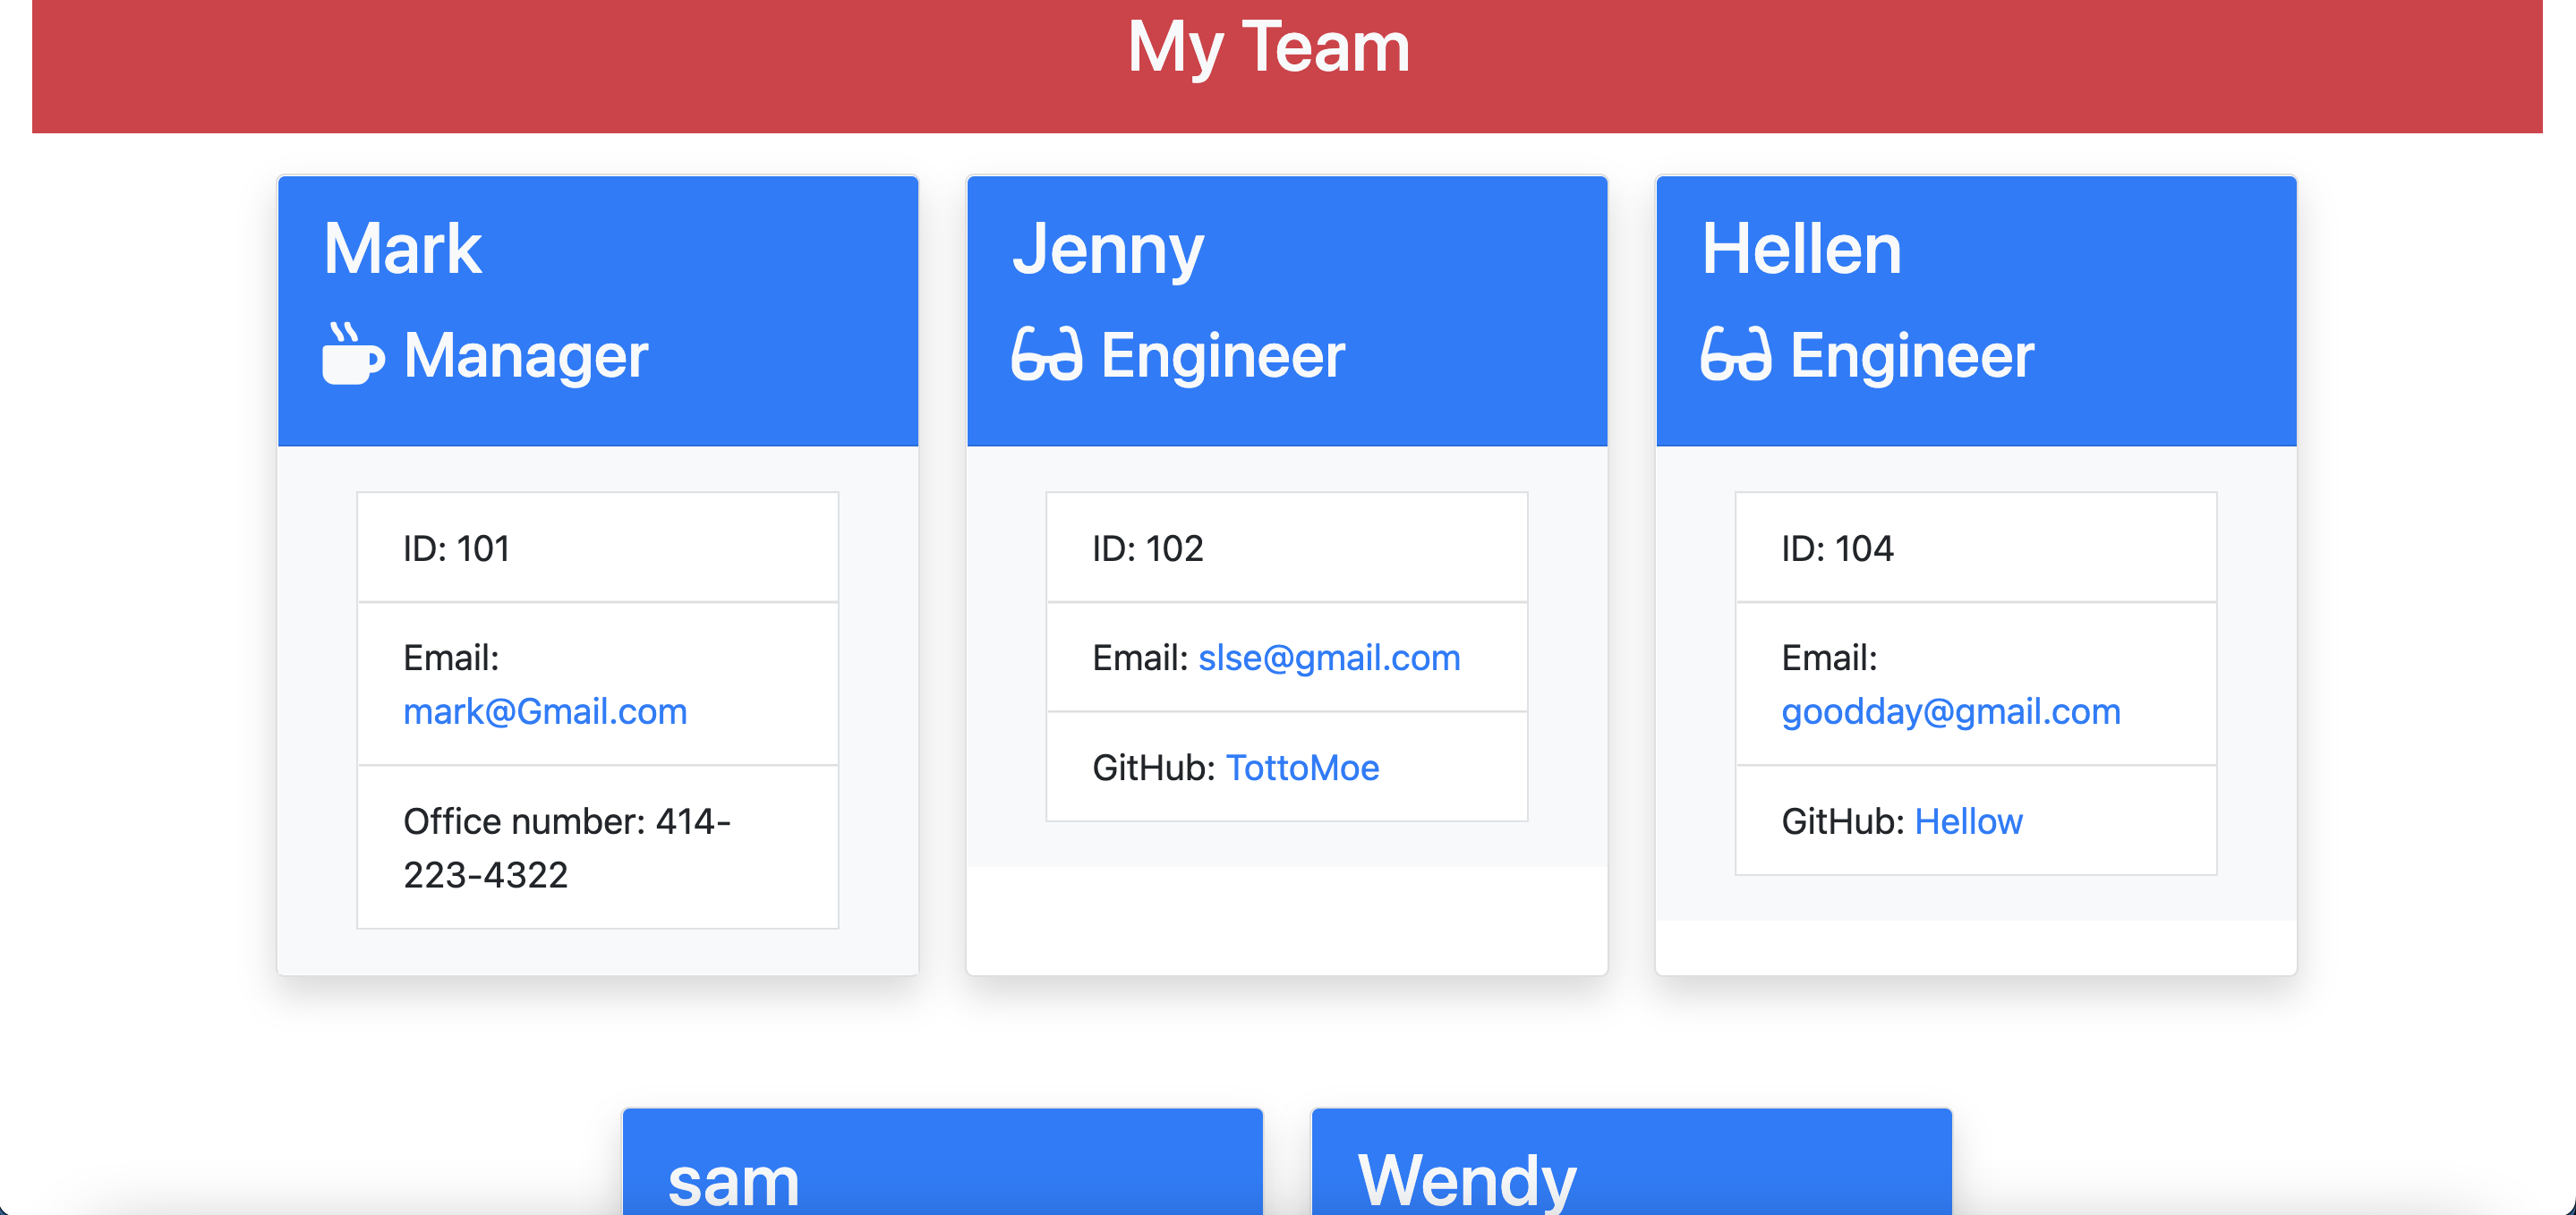 My Team
Mark
Manager
ID: 101
Email:
mark@Gmail.com
Office number: 414-
223-4322
Jenny
Engineer
ID: 102
Email: slse@gmail.com
GitHub: TottoMoe
Hellen
Engineer
ID: 104
Email:
goodday@gmail.com
GitHub: Hellow
sam
Wendy